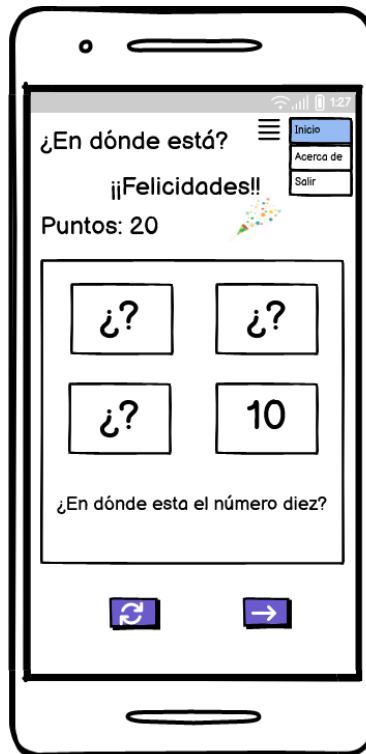 1:27
¿En dónde está?
Inicio
Acerca de
Salir
¡¡Felicidades!!
Puntos: 20
¿?
¿?
¿?
10
¿En dónde esta el número diez?